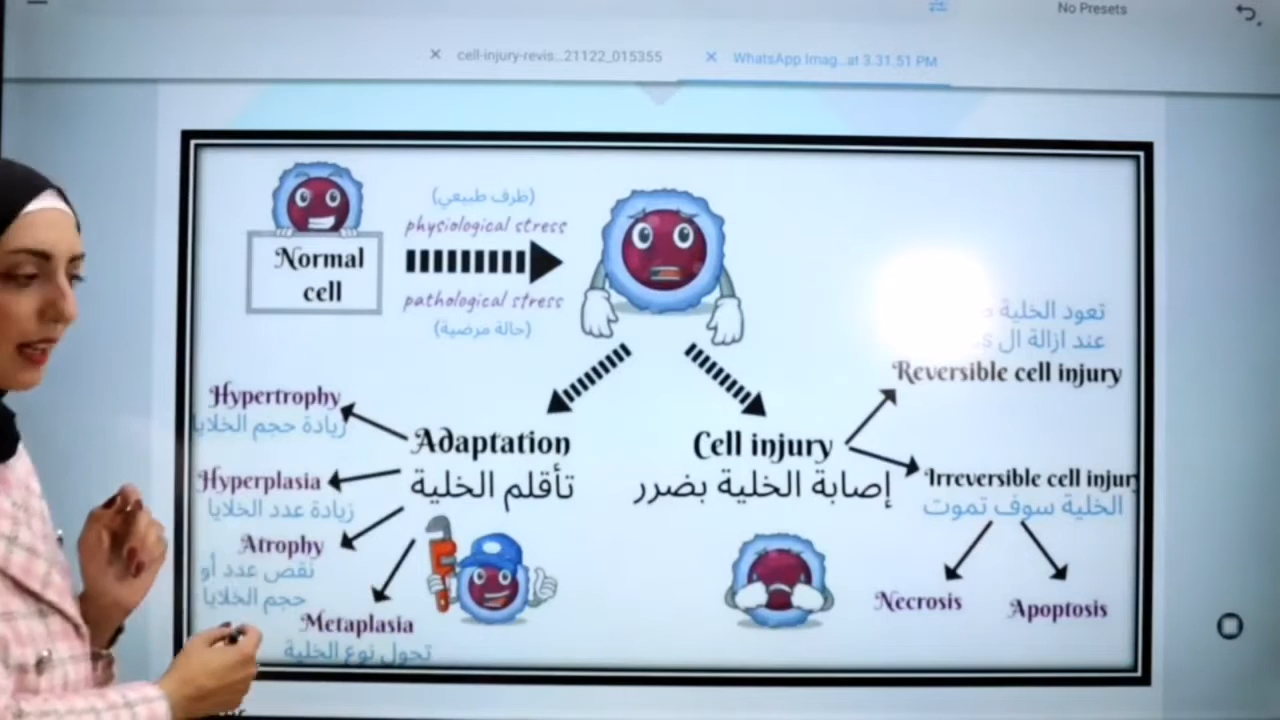 No Presets
cell-injury-revis...21122_015355
WhatsApp Imag...at 3.31.51 PM
Normal
cell
(ظرف طبيعي)
physiological stress
pathological stress
(حالة مرضية)
Adaptation
تأقلم الخلية
Hypertrophy
زيادة حجم الخلايا
Hyperplasia
زيادة عدد الخلايا
Atrophy
نقص عدد أو
حجم الخلايا
Metaplasia
تحول نوع الخلية
Cell injury
إصابة الخلية بضرر
تعود الخلية
عند ازالة ال
Reversible cell injury
Irreversible cell injur
الخلية سوف تموت
Necrosis
Apoptosis